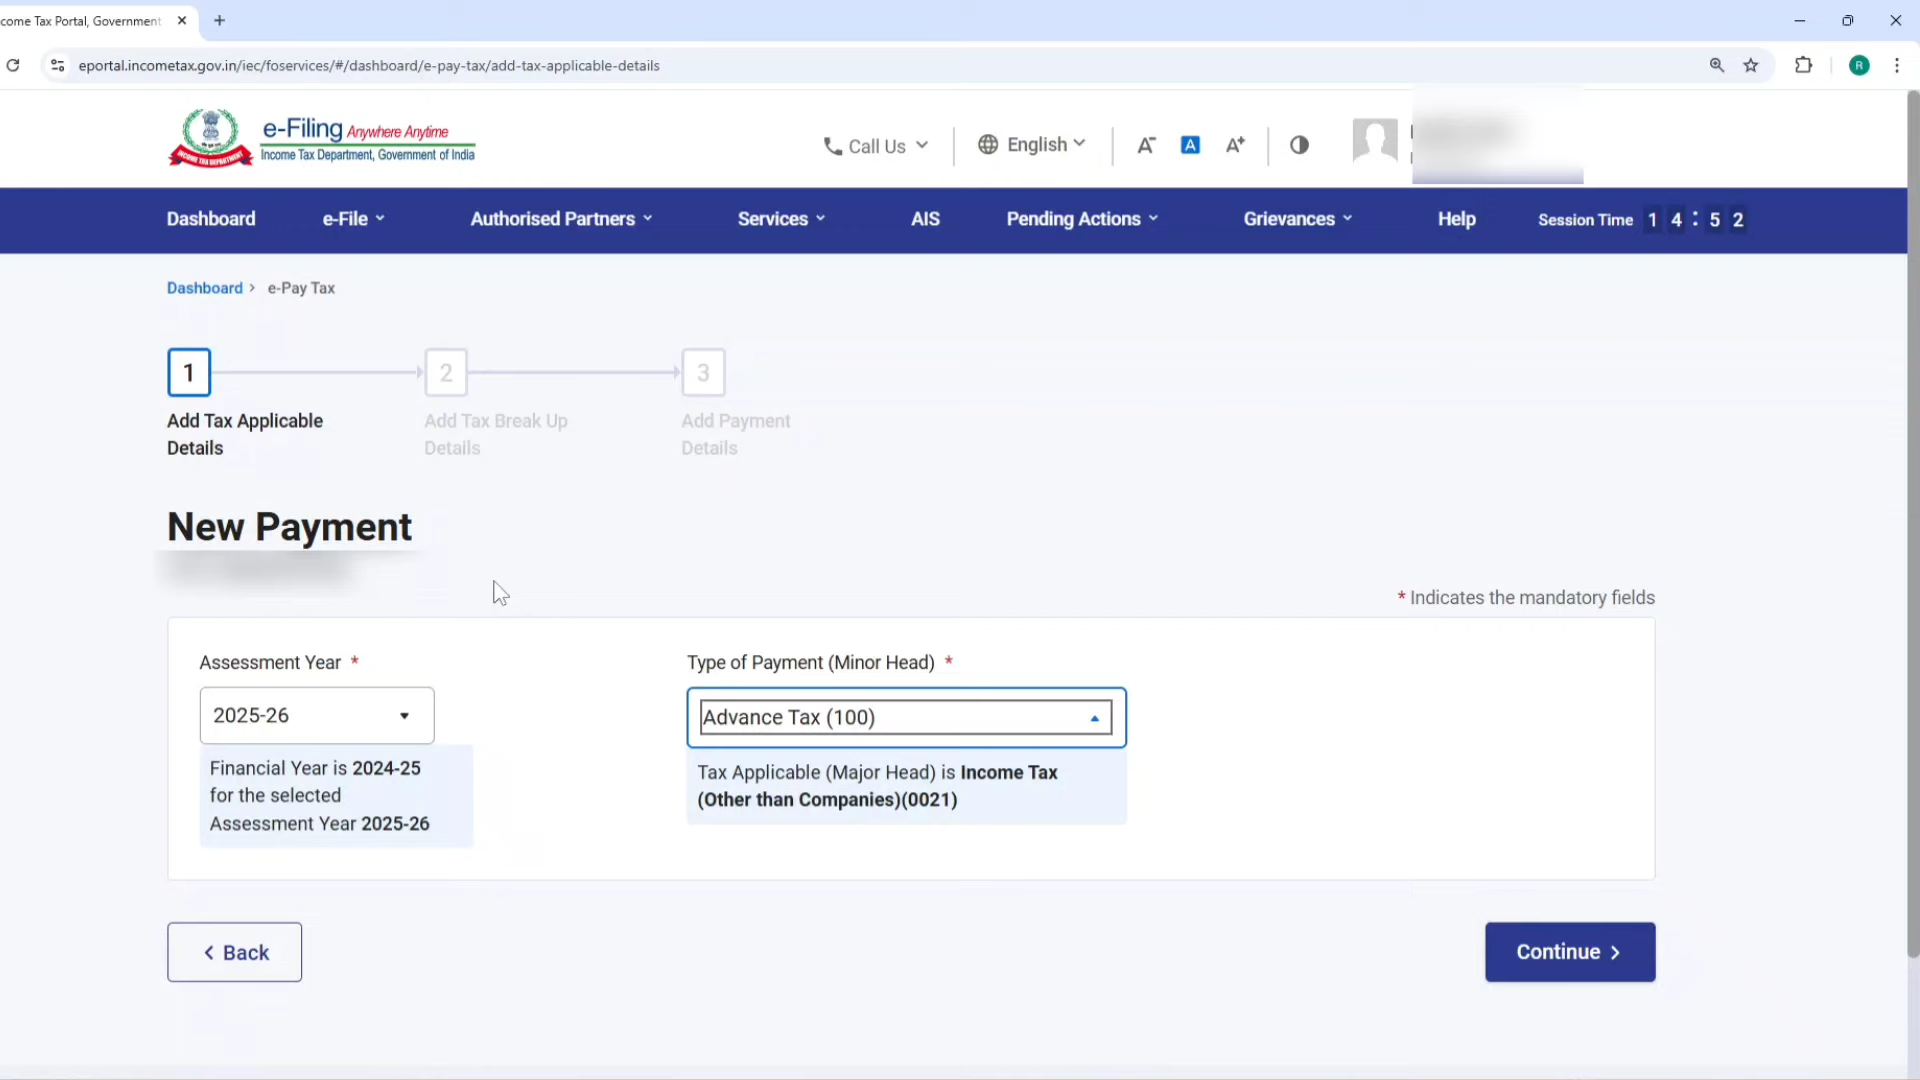 come Tax Portal, Government
eportal.incometax.gov.in/iec/foservices/#/dashboard/e-pay-tax/add-tax-applicable-details
R
e-Filing Anywhere Anytime
Income Tax Department, Government of India
INCOME TAX DEPARTMENT
Call Us
English
A-
A
A+
Dashboard
e-File
Authorised Partners
Services
AIS
Pending Actions
Grievances
Help
Session Time 14:52
Dashboard > e-Pay Tax
1
2
3
Add Tax Applicable
Details
Add Tax Break Up
Details
Add Payment
Details
New Payment
* Indicates the mandatory fields
Assessment Year *
2025-26
Financial Year is 2024-25
for the selected
Assessment Year 2025-26
Type of Payment (Minor Head) *
Advance Tax (100)
Tax Applicable (Major Head) is Income Tax
(Other than Companies)(0021)
< Back
Continue >